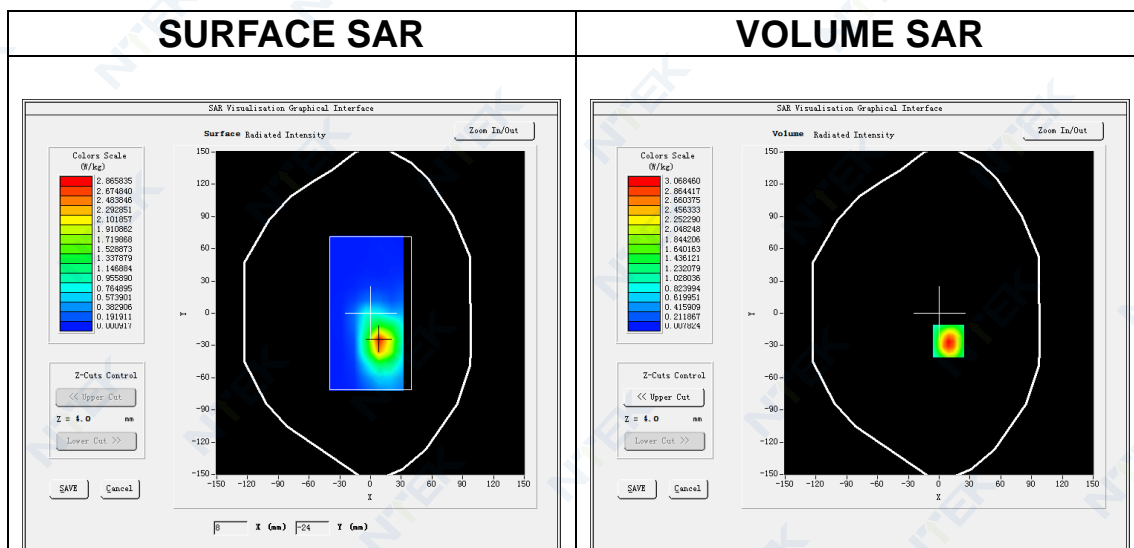 SURFACE SAR
SAR Visualisation Graphical Interface
Surface Radiated Intensity
Zoom In/Out
Colors Scale
(W/kg)
2.865835
2.674840
2.483846
2.292851
2.101857
1.910862
1.719868
1.528873
1.337879
1.146884
0.955890
0.764895
0.573901
0.382906
0.191911
0.000917
Z-Cuts Control
<< Upper Cut
Z = 4.0 mm
Lower Cut >>
SAVE
Cancel
150
120
90
60
30
0
-30
-60
-90
-120
-150
Y
-150 -120 -90 -60 -30 0 30 60 90 120 150
X
8 X (mm) -24 Y (mm)
VOLUME SAR
SAR Visualisation Graphical Interface
Volume Radiated Intensity
Zoom In/Out
Colors Scale
(W/kg)
3.068460
2.864417
2.660375
2.456333
2.252290
2.048248
1.844206
1.640163
1.436121
1.232079
1.028036
0.823994
0.619951
0.415909
0.211867
0.007824
Z-Cuts Control
<< Upper Cut
Z = 4.0 mm
Lower Cut >>
SAVE
Cancel
150
120
90
60
30
0
-30
-60
-90
-120
-150
Y
-150 -120 -90 -60 -30 0 30 60 90 120 150
X
NTEK